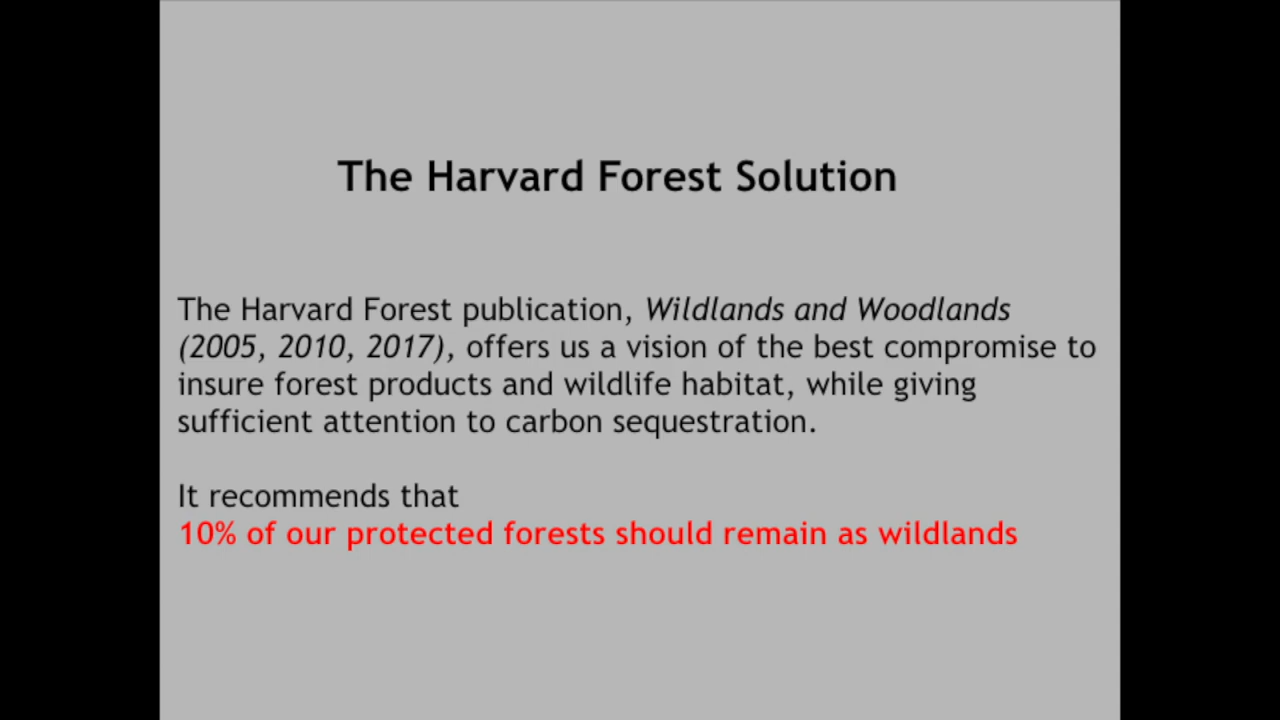 The Harvard Forest Solution
The Harvard Forest publication, Wildlands and Woodlands
(2005, 2010, 2017), offers us a vision of the best compromise to
insure forest products and wildlife habitat, while giving
sufficient attention to carbon sequestration.
It recommends that
10% of our protected forests should remain as wildlands